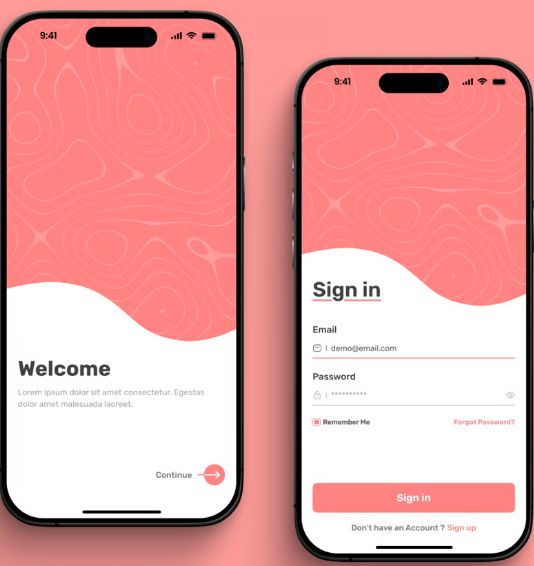 9:41
Welcome
Lorem ipsum dolor sit amet consectetur. Egestas
dolor amet malesuada laoreet.
Continue
9:41
Sign in
Email
demo@email.com
Password
**********
Remember Me
Forgot Password?
Sign in
Don't have an Account ? Sign up